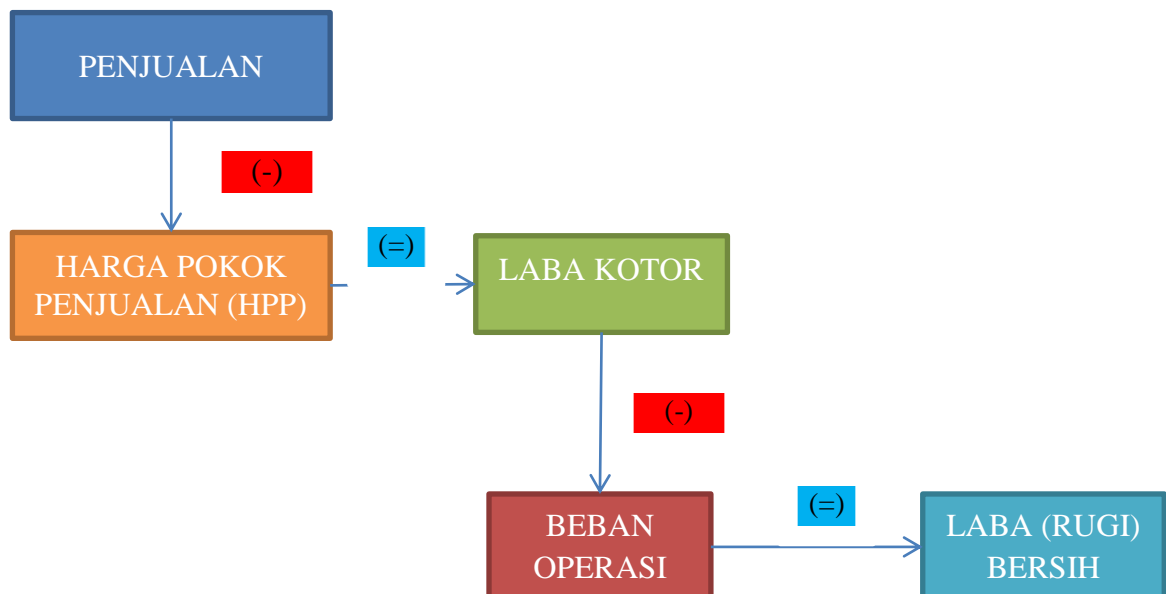 PENJUALAN
(-)
HARGA POKOK
PENJUALAN (HPP)
(=)
LABA KOTOR
(-)
BEBAN
OPERASI
(=)
LABA (RUGI)
BERSIH